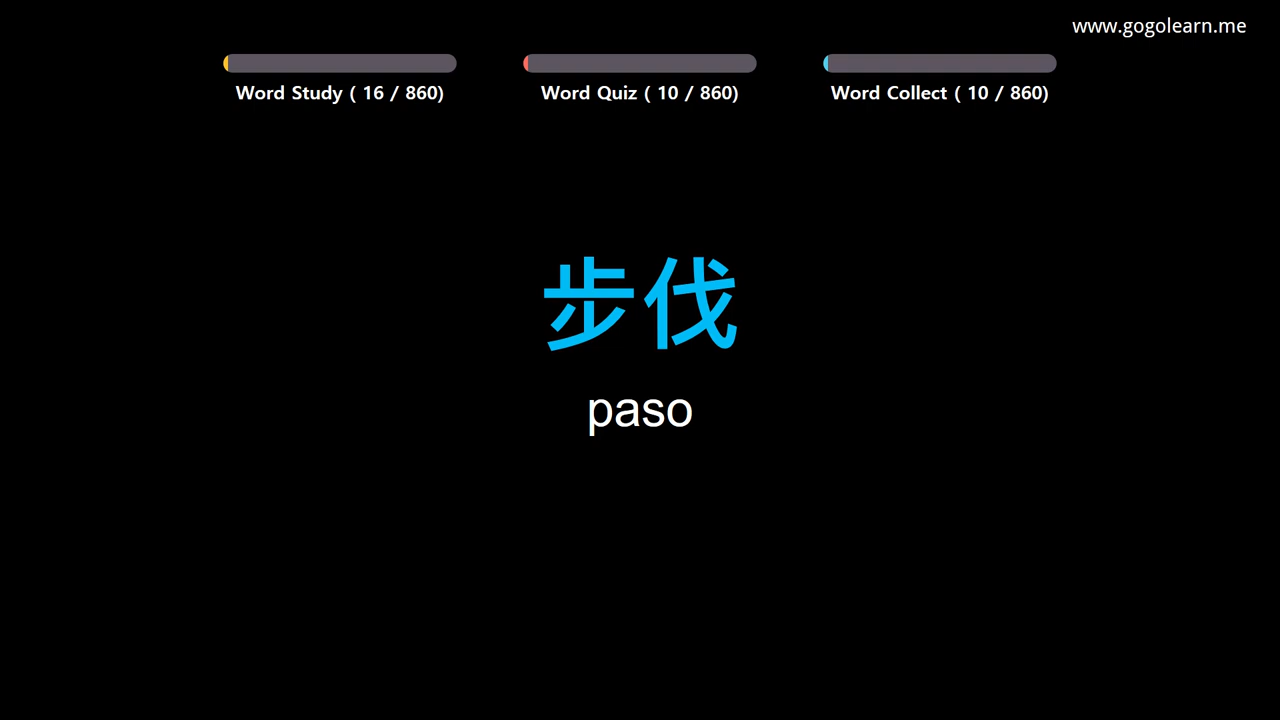 www.gogolearn.me
Word Study ( 16 / 860)
Word Quiz ( 10 / 860)
Word Collect ( 10 / 860)
步伐
paso